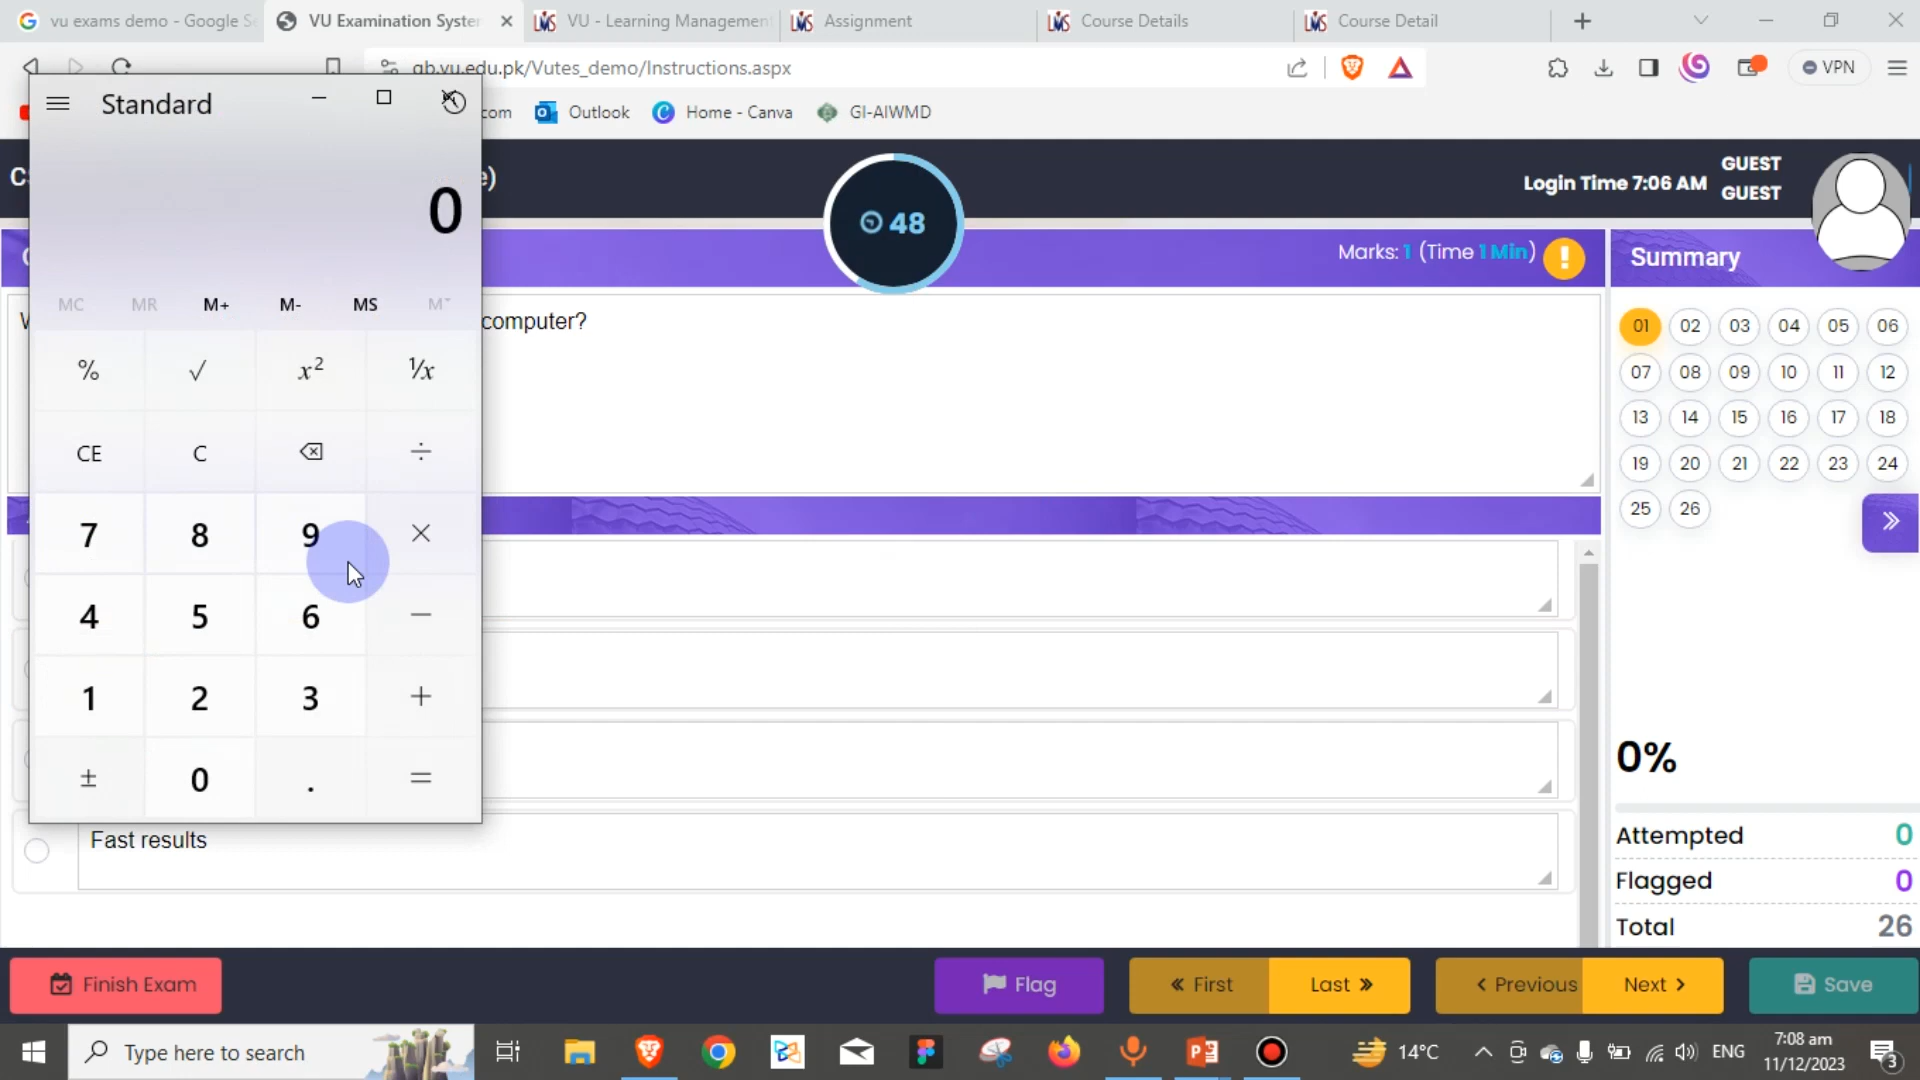 vu exams demo - Google S
VU Examination Syste
VU - Learning Management
Assignment
Course Details
Course Detail
gb.vu.edu.pk/Vutes_demo/Instructions.aspx
VPN
com
Outlook
Home - Canva
GI-AIWMD
Standard
e)
48
Login Time 7:06 AM
GUEST
GUEST
0
Marks: 1 (Time 1 Min)
Summary
MC MR M+ M- MS M˅
computer?
% √ x² ¹/x
CE C ⌫ ÷
7 8 9 ×
4 5 6 −
1 2 3 +
± 0 . =
Fast results
01 02 03 04 05 06
07 08 09 10 11 12
13 14 15 16 17 18
19 20 21 22 23 24
25 26
0%
Attempted 0
Flagged 0
Total 26
Finish Exam
Flag
« First
Last »
< Previous
Next >
Save
Type here to search
14°C
ENG
7:08 am
11/12/2023
3